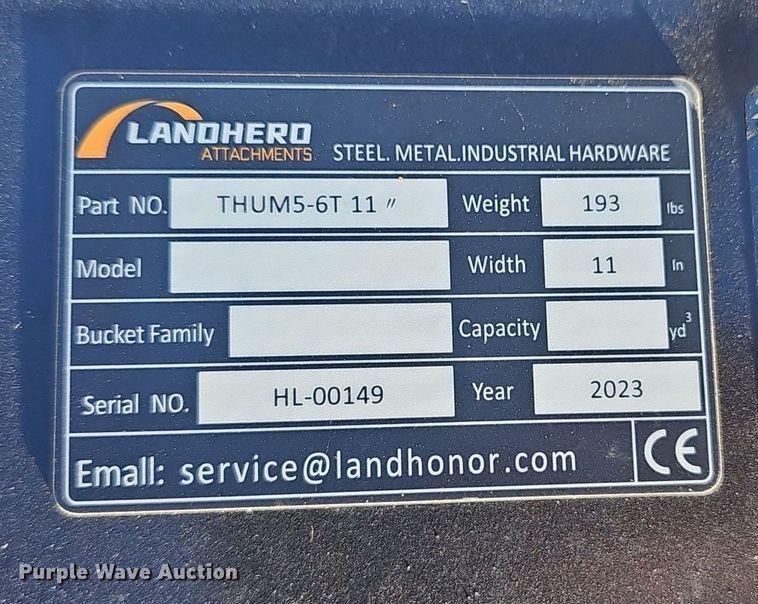 LANDHERO
ATTACHMENTS
STEEL. METAL.INDUSTRIAL HARDWARE
Part NO. THUM5-6T 11 〃 Weight 193 lbs
Model Width 11 In
Bucket Family Capacity yd³
Serial NO. HL-00149 Year 2023
Emall: service@landhonor.com CE
Purple Wave Auction